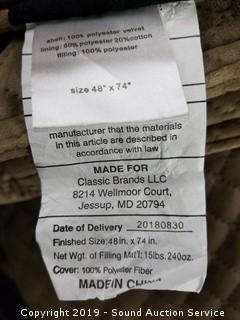 shell: 100% polyester velvet
lining: 80% polyester 20%cotton
filling: 100% polyester
size 48" x 74"
manufacturer that the materials
in this article are described in
accordance with law
MADE FOR
Classic Brands LLC
8214 Wellmoor Court,
Jessup, MD 20794
Date of Delivery 20180830
Finished Size:48 in. x 74 in.
Net Wgt. of Filling Mat'l: 15lbs. 240oz.
Cover: 100% Polyester Fiber
MADE IN CHINA
Copyright 2019 - Sound Auction Service